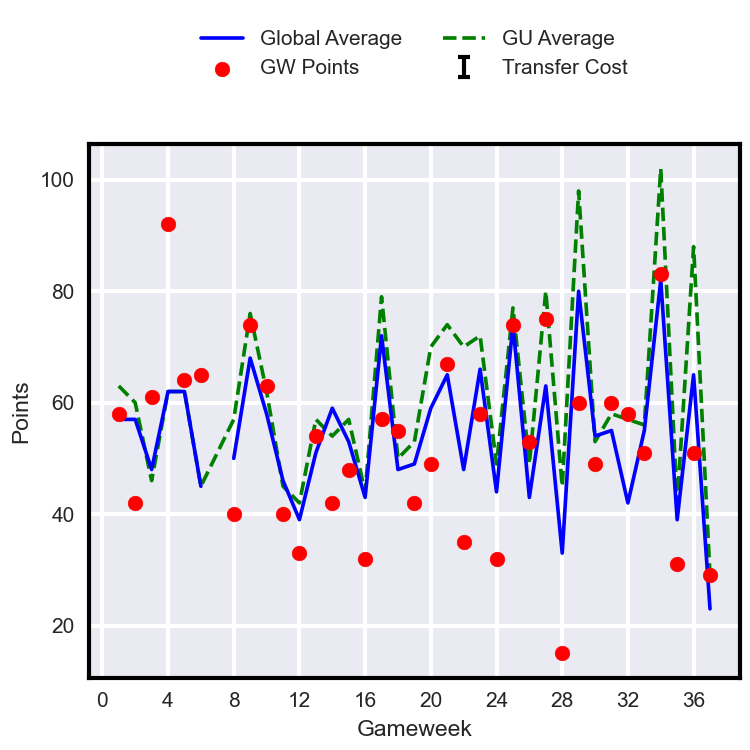 Global Average GU Average
GW Points Transfer Cost
100
80
60
40
20
Points
0 4 8 12 16 20 24 28 32 36
Gameweek